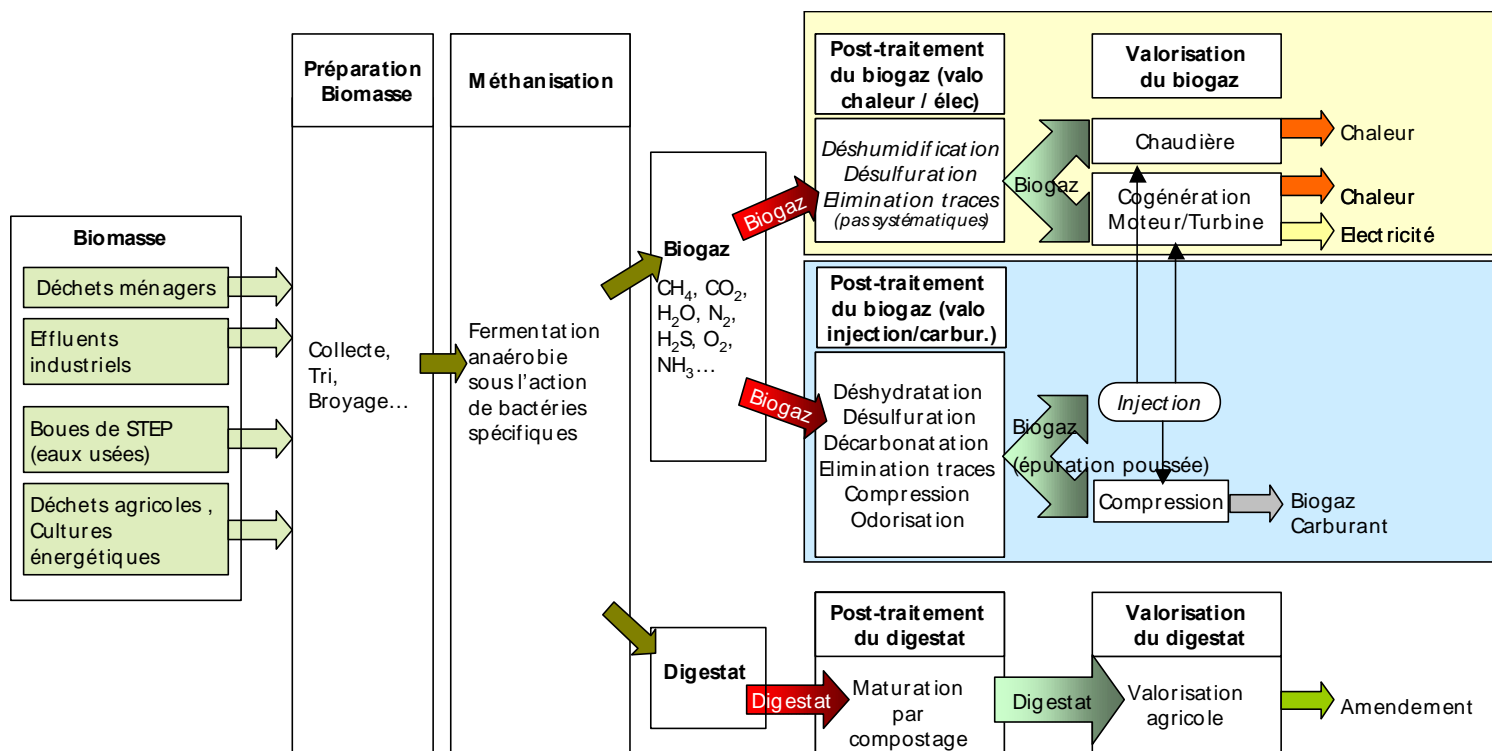 Biomasse
Déchets ménagers
Effluents
industriels
Boues de STEP
(eaux usées)
Déchets agricoles ,
Cultures
énergétiques
Préparation
Biomasse
Collecte,
Tri,
Broyage…
Méthanisation
Fermentation
anaérobie
sous l'action
de bactéries
spécifiques
Biogaz
CH₄, CO₂,
H₂O, N₂,
H₂S, O₂,
NH₃…
Digestat
Biogaz
Biogaz
Digestat
Post-traitement
du biogaz (valo
chaleur / élec)
Déshumidification
Désulfuration
Elimination traces
(pas systématiques)
Biogaz
Valorisation
du biogaz
Chaudière
Cogénération
Moteur/Turbine
Chaleur
Chaleur
Electricité
Post-traitement
du biogaz (valo
injection/carbur.)
Déshydratation
Désulfuration
Décarbonatation
Elimination traces
Compression
Odorisation
Biogaz
(épuration poussée)
Injection
Compression
Biogaz
Carburant
Post-traitement
du digestat
Maturation
par
compostage
Digestat
Valorisation
du digestat
Valorisation
agricole
Amendement